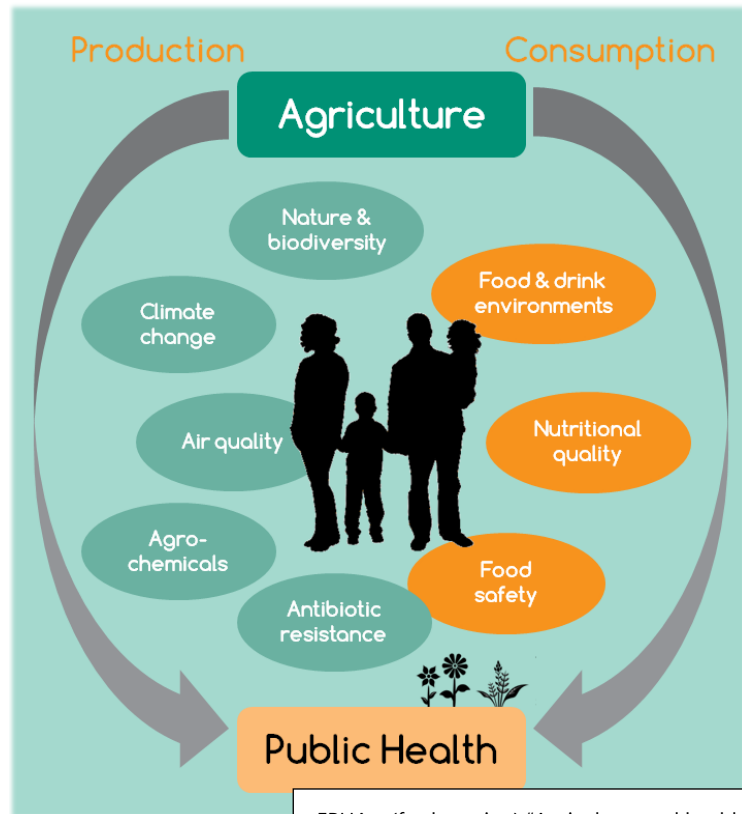 Production
Consumption
Agriculture
Nature &
biodiversity
Food & drink
environments
Climate
change
Nutritional
quality
Air quality
Agro-
chemicals
Food
safety
Antibiotic
resistance
Public Health